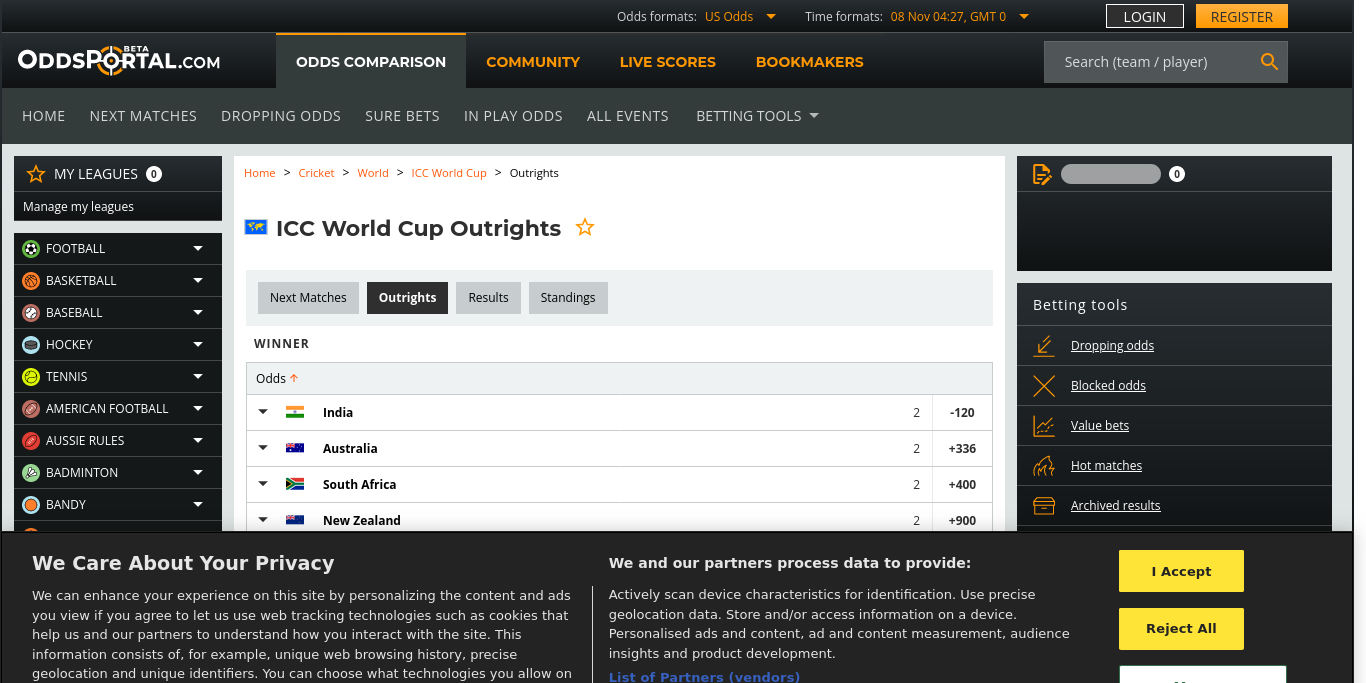 Odds formats: US Odds
Time formats: 08 Nov 04:27, GMT 0
LOGIN
REGISTER
ODDSPORTAL.COM
BETA
ODDS COMPARISON
COMMUNITY
LIVE SCORES
BOOKMAKERS
Search (team / player)
HOME
NEXT MATCHES
DROPPING ODDS
SURE BETS
IN PLAY ODDS
ALL EVENTS
BETTING TOOLS
MY LEAGUES 0
Manage my leagues
FOOTBALL
BASKETBALL
BASEBALL
HOCKEY
TENNIS
AMERICAN FOOTBALL
AUSSIE RULES
BADMINTON
BANDY
Home > Cricket > World > ICC World Cup > Outrights
ICC World Cup Outrights
Next Matches
Outrights
Results
Standings
WINNER
Odds
India 2 -120
Australia 2 +336
South Africa 2 +400
New Zealand 2 +900
0
Betting tools
Dropping odds
Blocked odds
Value bets
Hot matches
Archived results
We Care About Your Privacy
We can enhance your experience on this site by personalizing the content and ads
you view if you agree to let us use web tracking technologies such as cookies that
help us and our partners to understand how you interact with the site. This
information consists of, for example, unique web browsing history, precise
geolocation and unique identifiers. You can choose what technologies you allow on
We and our partners process data to provide:
Actively scan device characteristics for identification. Use precise
geolocation data. Store and/or access information on a device.
Personalised ads and content, ad and content measurement, audience
insights and product development.
List of Partners (vendors)
I Accept
Reject All